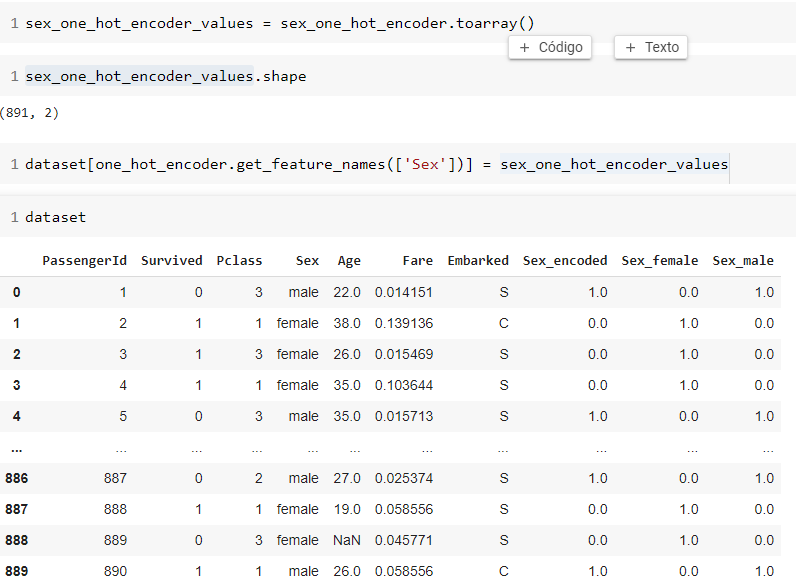 1 sex_one_hot_encoder_values = sex_one_hot_encoder.toarray()
+ Código + Texto
1 sex_one_hot_encoder_values.shape
(891, 2)
1 dataset[one_hot_encoder.get_feature_names(['Sex'])] = sex_one_hot_encoder_values
1 dataset
PassengerId Survived Pclass Sex Age Fare Embarked Sex_encoded Sex_female Sex_male
0 1 0 3 male 22.0 0.014151 S 1.0 0.0 1.0
1 2 1 1 female 38.0 0.139136 C 0.0 1.0 0.0
2 3 1 3 female 26.0 0.015469 S 0.0 1.0 0.0
3 4 1 1 female 35.0 0.103644 S 0.0 1.0 0.0
4 5 0 3 male 35.0 0.015713 S 1.0 0.0 1.0
... ... ... ... ... ... ... ... ... ... ...
886 887 0 2 male 27.0 0.025374 S 1.0 0.0 1.0
887 888 1 1 female 19.0 0.058556 S 0.0 1.0 0.0
888 889 0 3 female NaN 0.045771 S 0.0 1.0 0.0
889 890 1 1 male 26.0 0.058556 C 1.0 0.0 1.0